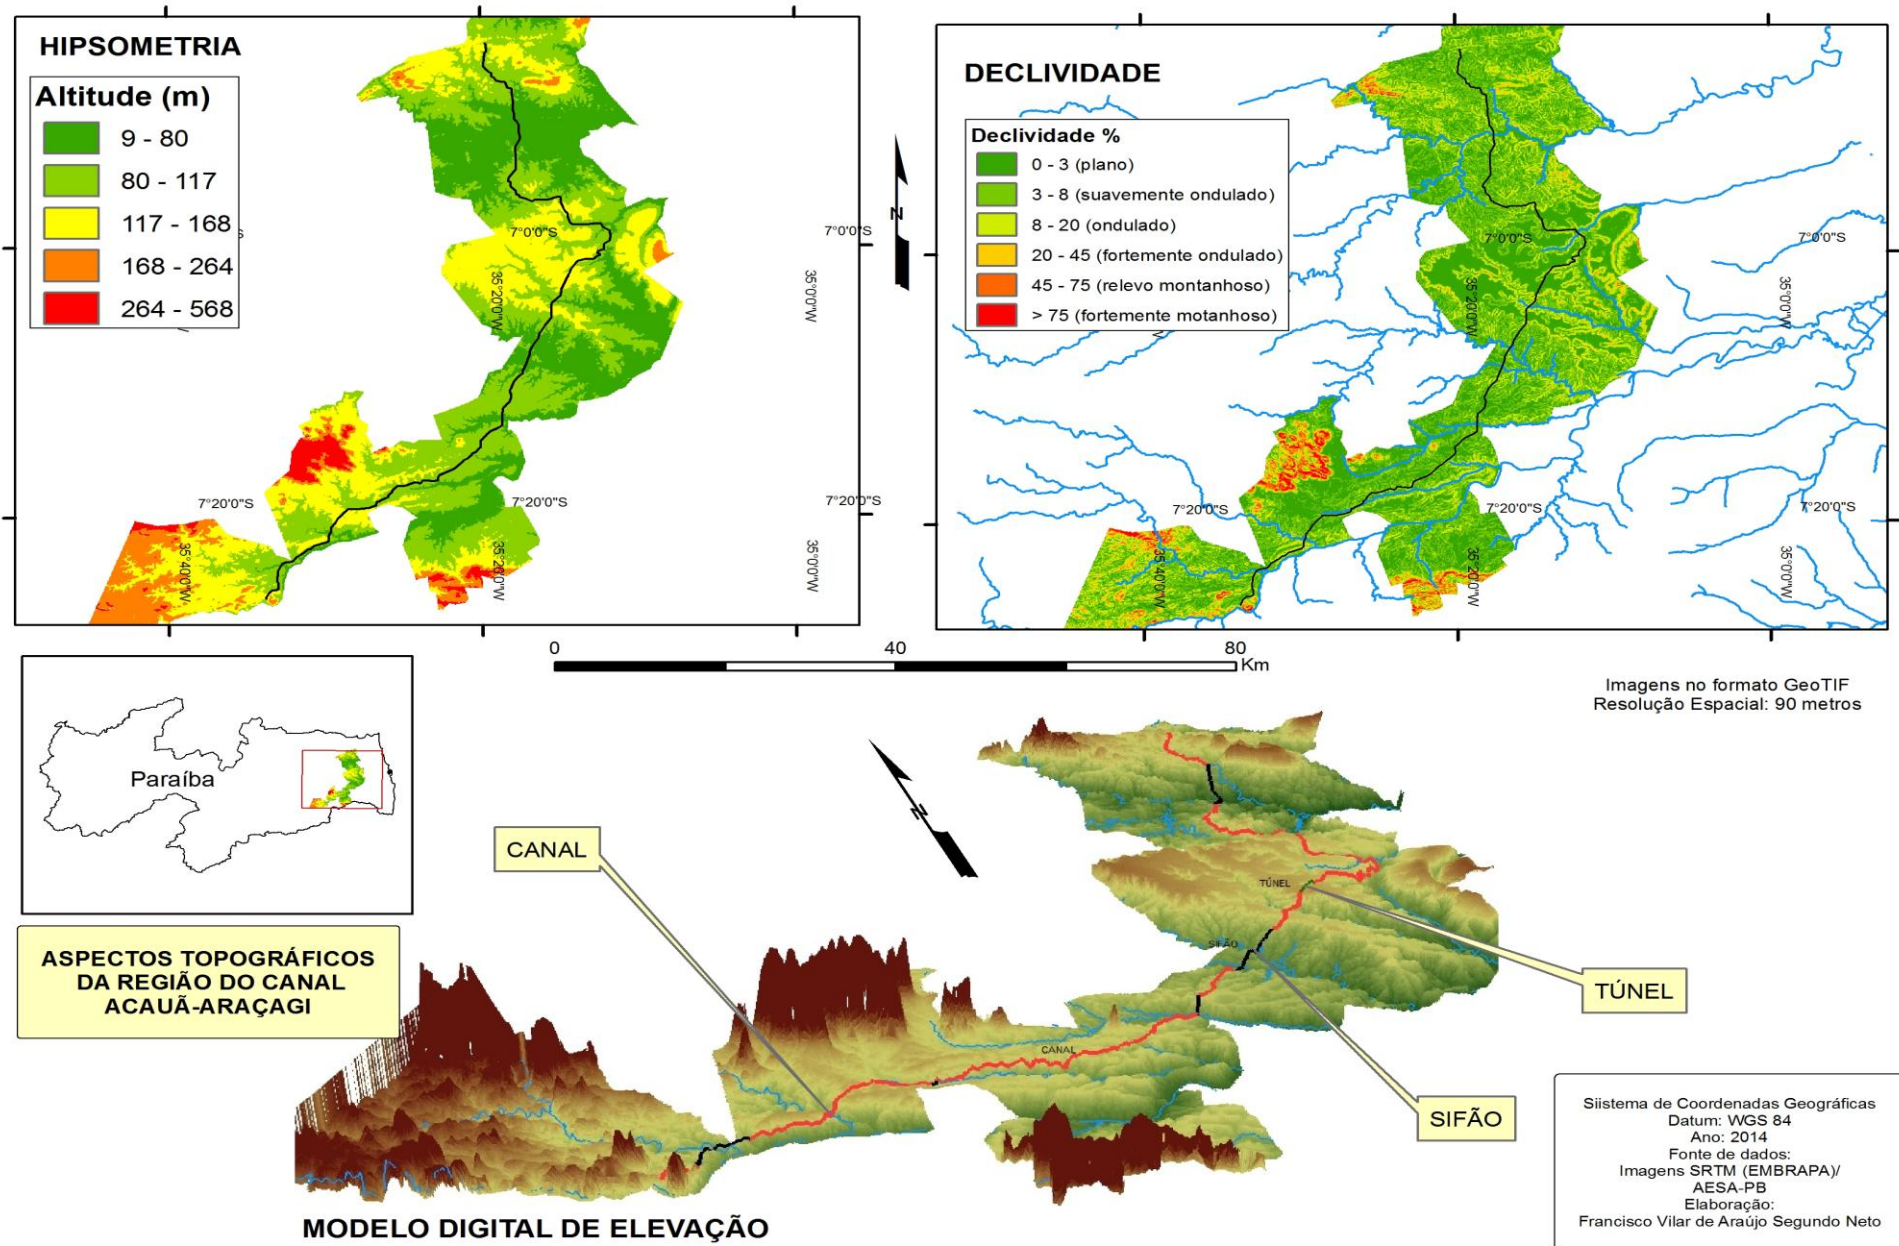 HIPSOMETRIA
Altitude (m)
9 - 80
80 - 117
117 - 168
168 - 264
264 - 568
7°0'0"S
7°0'0"S
35°20'0"W
35°0'0"W
7°20'0"S
7°20'0"S
7°20'0"S
35°40'0"W
35°20'0"W
35°0'0"W
N
DECLIVIDADE
Declividade %
0 - 3 (plano)
3 - 8 (suavemente ondulado)
8 - 20 (ondulado)
20 - 45 (fortemente ondulado)
45 - 75 (relevo montanhoso)
> 75 (fortemente motanhoso)
7°0'0"S
7°0'0"S
35°20'0"W
35°0'0"W
7°20'0"S
7°20'0"S
7°20'0"S
35°40'0"W
35°20'0"W
35°0'0"W
0 40 80 Km
Imagens no formato GeoTIF
Resolução Espacial: 90 metros
Paraíba
N
CANAL
TÚNEL
SIFÃO
CANAL
TÚNEL
SIFÃO
ASPECTOS TOPOGRÁFICOS
DA REGIÃO DO CANAL
ACAUÃ-ARAÇAGI
MODELO DIGITAL DE ELEVAÇÃO
Siistema de Coordenadas Geográficas
Datum: WGS 84
Ano: 2014
Fonte de dados:
Imagens SRTM (EMBRAPA)/
AESA-PB
Elaboração:
Francisco Vilar de Araújo Segundo Neto